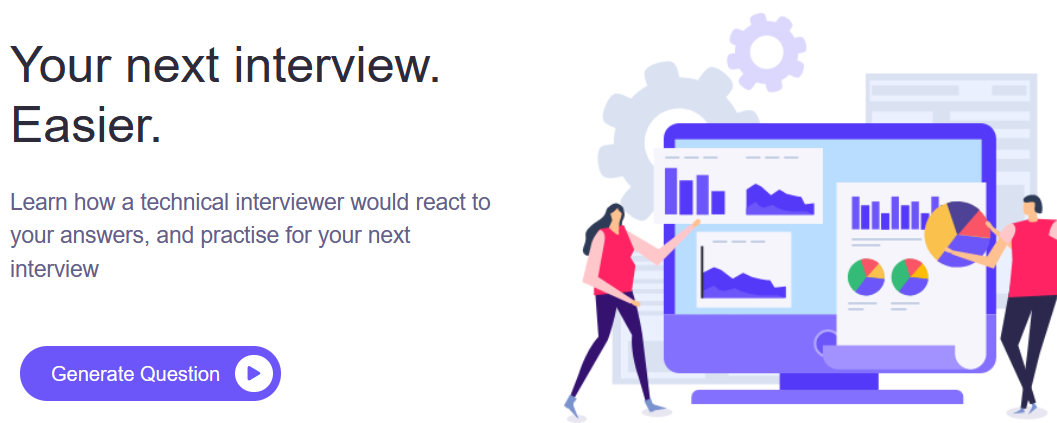 Your next interview.
Easier.
Learn how a technical interviewer would react to
your answers, and practise for your next
interview
Generate Question